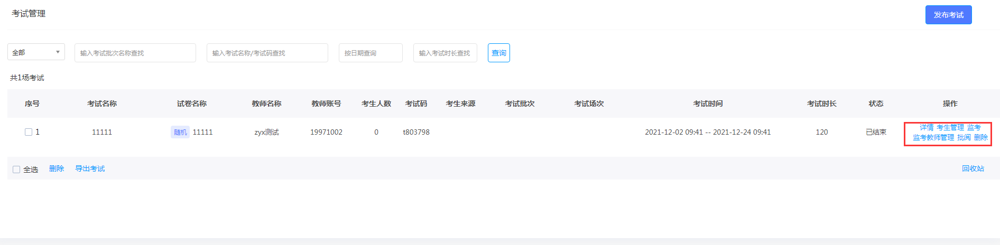 考试管理
发布考试
全部 输入考试批次名称查找 输入考试名称/考试码查找 按日期查询 输入考试时长查找 查询
共1场考试
序号 考试名称 试卷名称 教师名称 教师账号 考生人数 考试码 考生来源 考试批次 考试场次 考试时间 考试时长 状态 操作
1 11111 随机 11111 zyx测试 19971002 0 t803798 2021-12-02 09:41 -- 2021-12-24 09:41 120 已结束 详情 考生管理 监考
监考教师管理 批阅 删除
全选 删除 导出考试 回收站